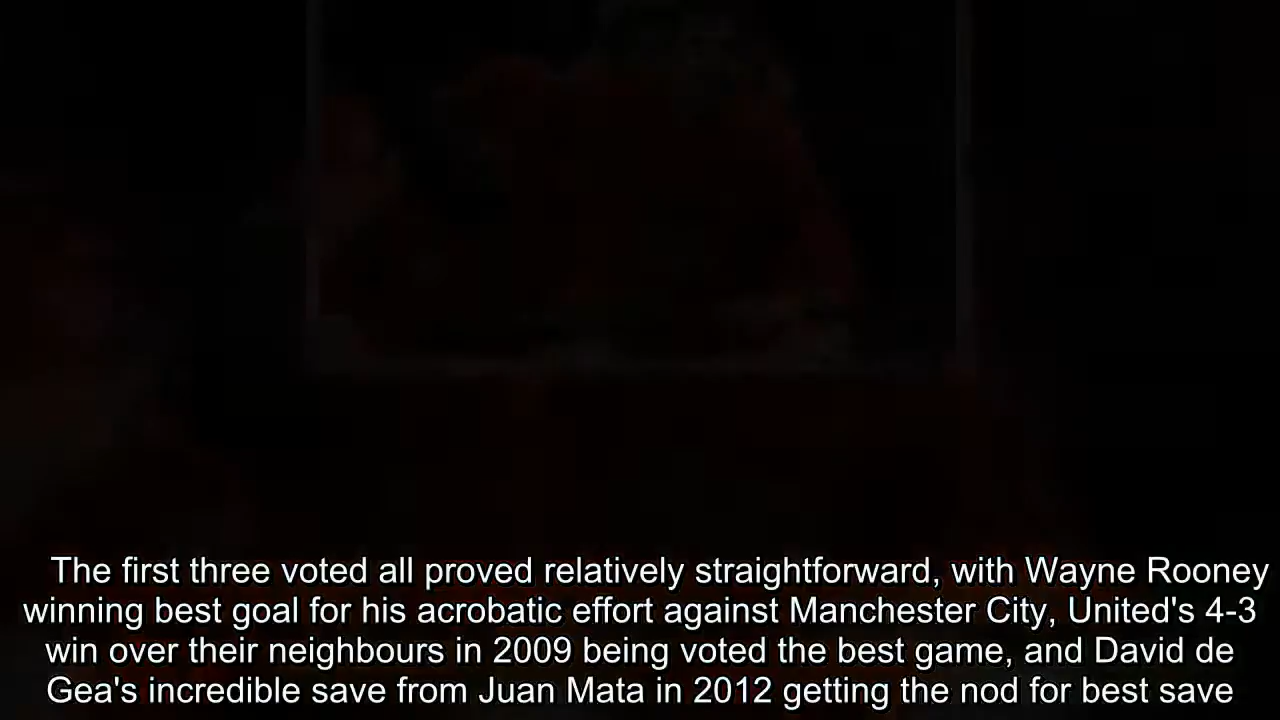 The first three voted all proved relatively straightforward, with Wayne Rooney
winning best goal for his acrobatic effort against Manchester City, United's 4-3
win over their neighbours in 2009 being voted the best game, and David de
Gea's incredible save from Juan Mata in 2012 getting the nod for best save